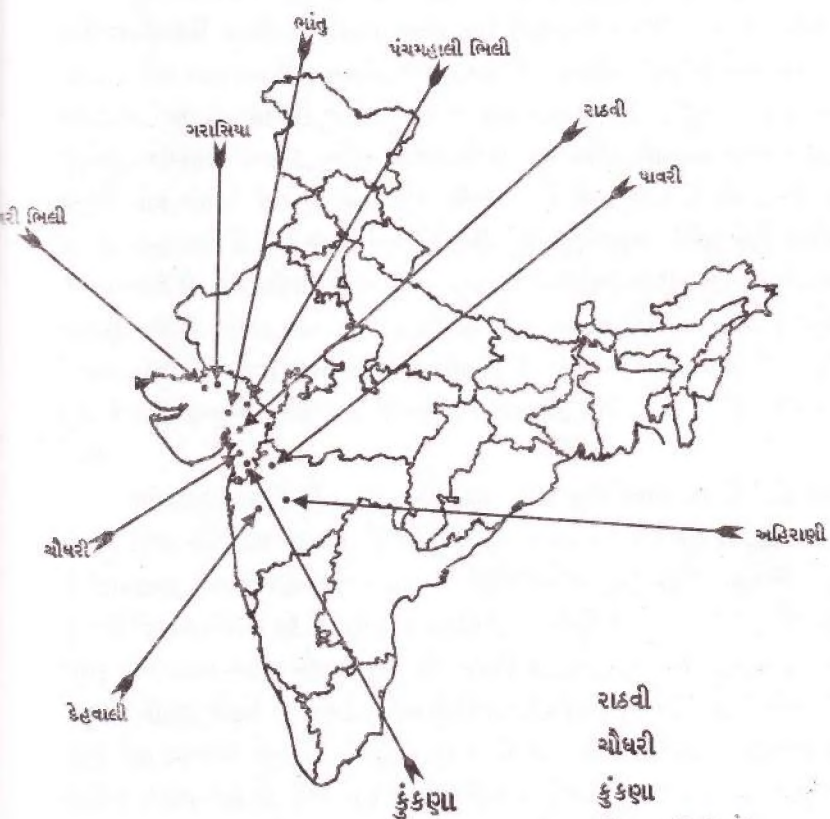 ભાંતુ
પંચમહાલી ભિલી
ગરાસિયા
રાઠવી
પાવરી
રી ભિલી
ચૌધરી
અહિરાણી
દેહવાલી
કુંકણા
રાઠવી
ચૌધરી
કુંકણા